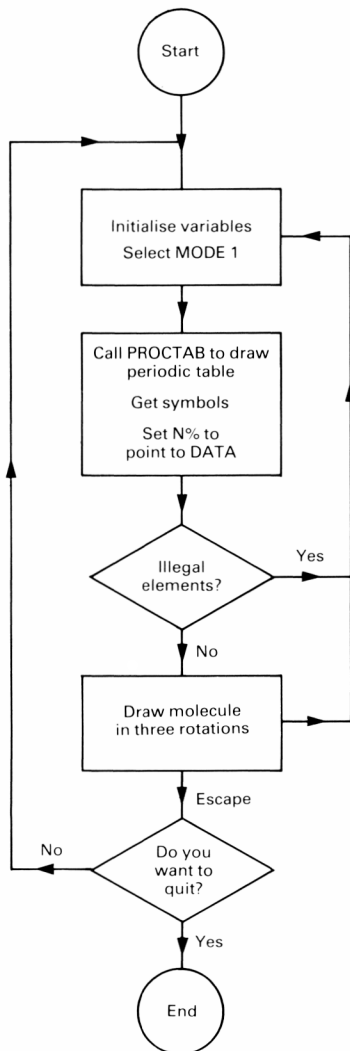 Start
Initialise variables
Select MODE 1
Call PROCTAB to draw
periodic table
Get symbols
Set N% to
point to DATA
Illegal
elements?
Yes
No
Draw molecule
in three rotations
Escape
No
Do you
want to
quit?
Yes
End